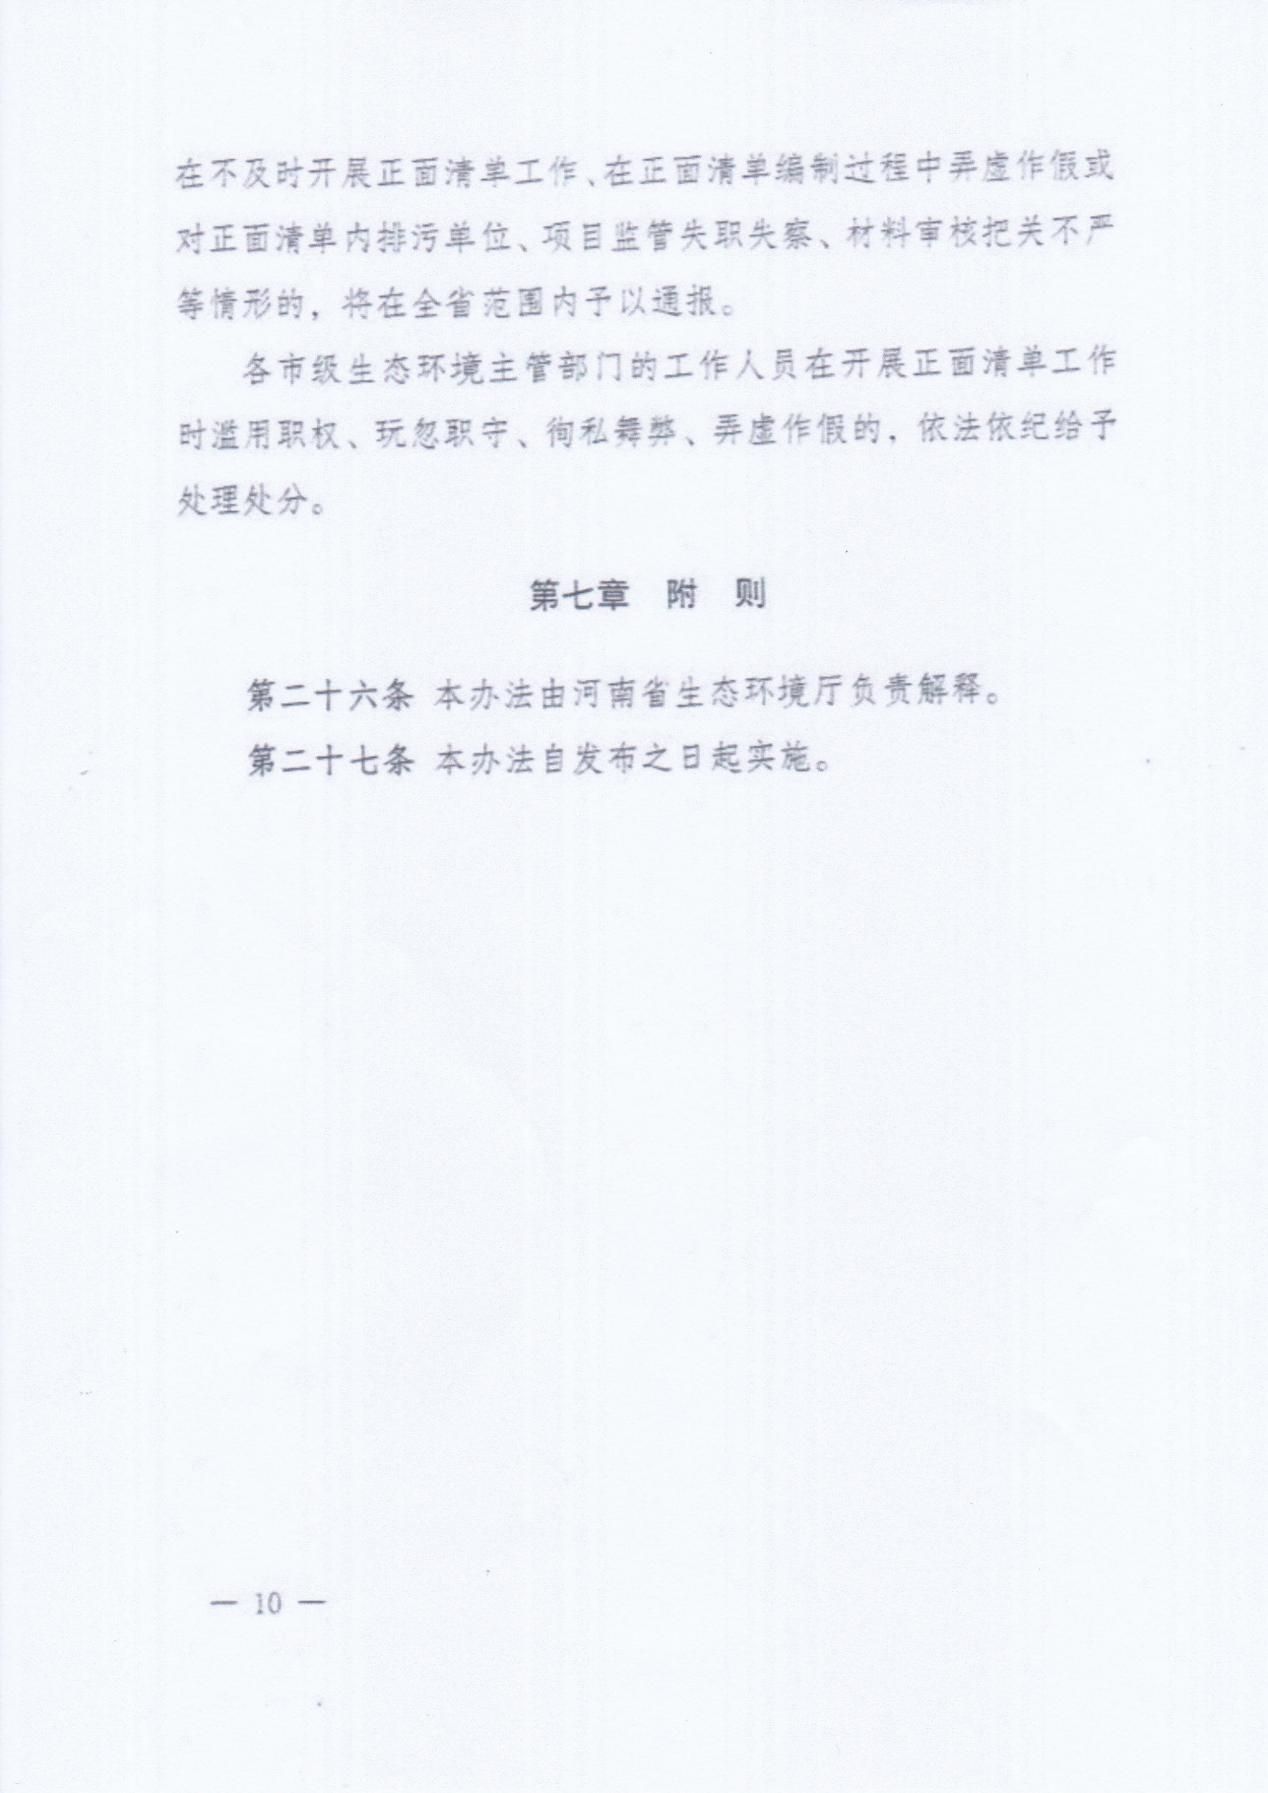 在不及时开展正面清单工作、在正面清单编制过程中弄虚作假或
对正面清单内排污单位、项目监管失职失察、材料审核把关不严
等情形的，将在全省范围内予以通报。
各市级生态环境主管部门的工作人员在开展正面清单工作
时滥用职权、玩忽职守、徇私舞弊、弄虚作假的，依法依纪给予
处理处分。
第七章 附 则
第二十六条 本办法由河南省生态环境厅负责解释。
第二十七条 本办法自发布之日起实施。
— 10 —